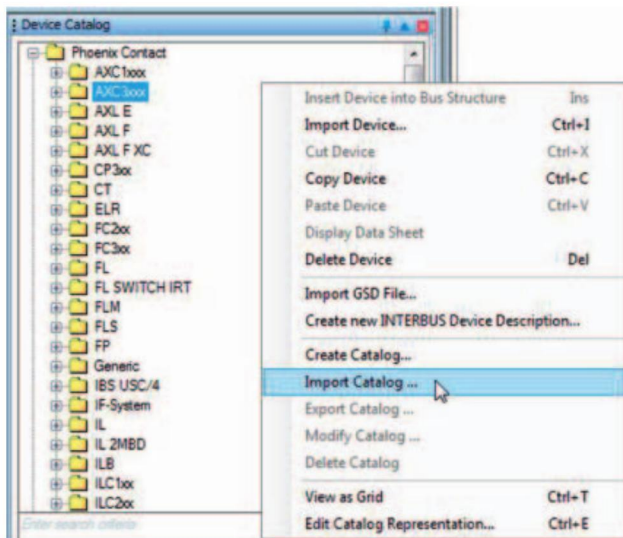 Device Catalog
Phoenix Contact
AXC1xxx
AXC3xxx
AXL E
AXL F
AXL F XC
CP3xx
CT
ELR
FC2xx
FC3xx
FL
FL SWITCH IRT
FLM
FLS
FP
Generic
IBS USC/4
IF-System
IL
IL 2MBD
ILB
ILC1xx
ILC2xx
Enter search criteria
Insert Device into Bus Structure Ins
Import Device... Ctrl+I
Cut Device Ctrl+X
Copy Device Ctrl+C
Paste Device Ctrl+V
Display Data Sheet
Delete Device Del
Import GSD File...
Create new INTERBUS Device Description...
Create Catalog...
Import Catalog ...
Export Catalog ...
Modify Catalog ...
Delete Catalog
View as Grid Ctrl+T
Edit Catalog Representation... Ctrl+E